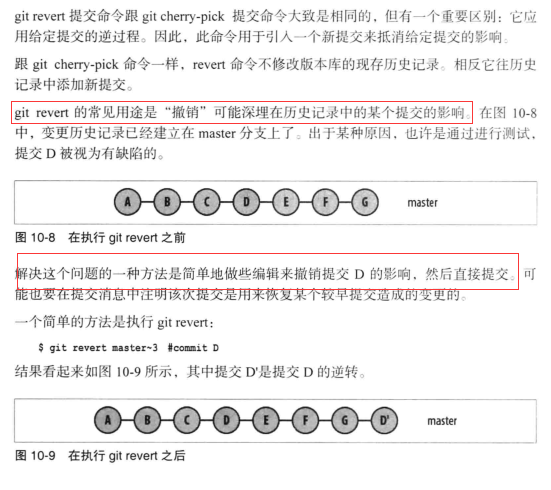 git revert 提交命令跟 git cherry-pick 提交命令大致是相同的，但有一个重要区别：它应
用给定提交的逆过程。因此，此命令用于引入一个新提交来抵消给定提交的影响。
跟 git cherry-pick 命令一样，revert 命令不修改版本库的现存历史记录。相反它往历史
记录中添加新提交。
git revert 的常见用途是“撤销”可能深埋在历史记录中的某个提交的影响。在图 10-8
中，变更历史记录已经建立在 master 分支上了。出于某种原因，也许是通过进行测试，
提交 D 被视为有缺陷的。
A B C D E F G master
图 10-8 在执行 git revert 之前
解决这个问题的一种方法是简单地做些编辑来撤销提交 D 的影响，然后直接提交。可
能也要在提交消息中注明该次提交是用来恢复某个较早提交造成的变更的。
一个简单的方法是执行 git revert：
$ git revert master~3 #commit D
结果看起来如图 10-9 所示，其中提交 D'是提交 D 的逆转。
A B C D E F G D' master
图 10-9 在执行 git revert 之后